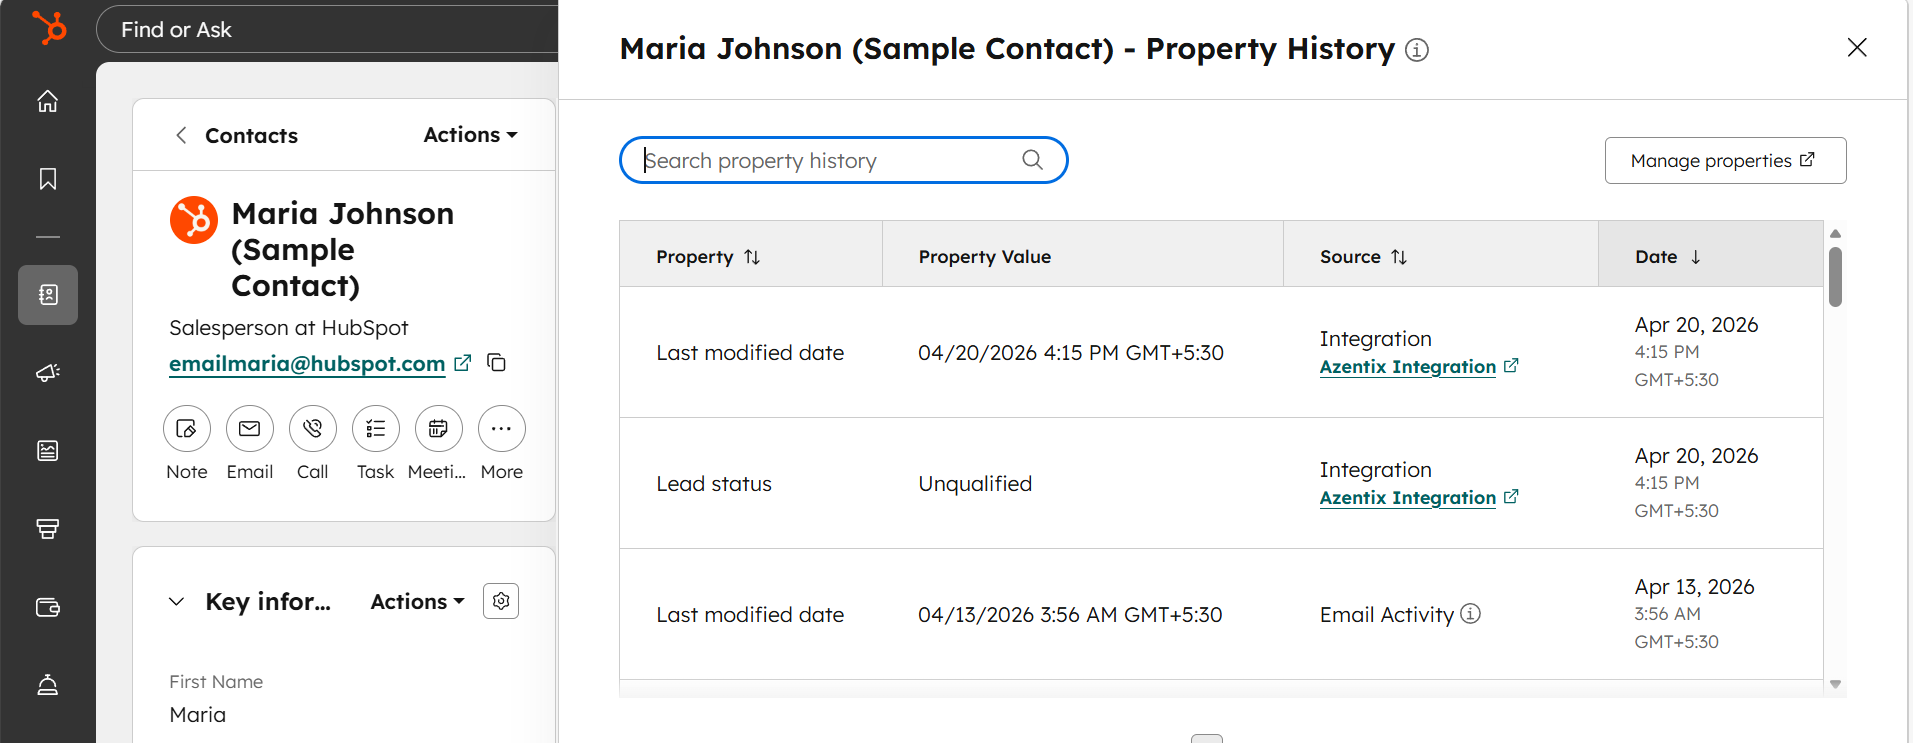 Find or Ask
Contacts
Actions
Maria Johnson
(Sample
Contact)
Salesperson at HubSpot
emailmaria@hubspot.com
Note Email Call Task Meeti... More
Key infor... Actions
First Name
Maria
Maria Johnson (Sample Contact) - Property History
Search property history
Manage properties
Property Property Value Source Date
Last modified date 04/20/2026 4:15 PM GMT+5:30 Integration
Azentix Integration
Apr 20, 2026
4:15 PM
GMT+5:30
Lead status Unqualified Integration
Azentix Integration
Apr 20, 2026
4:15 PM
GMT+5:30
Last modified date 04/13/2026 3:56 AM GMT+5:30 Email Activity
Apr 13, 2026
3:56 AM
GMT+5:30